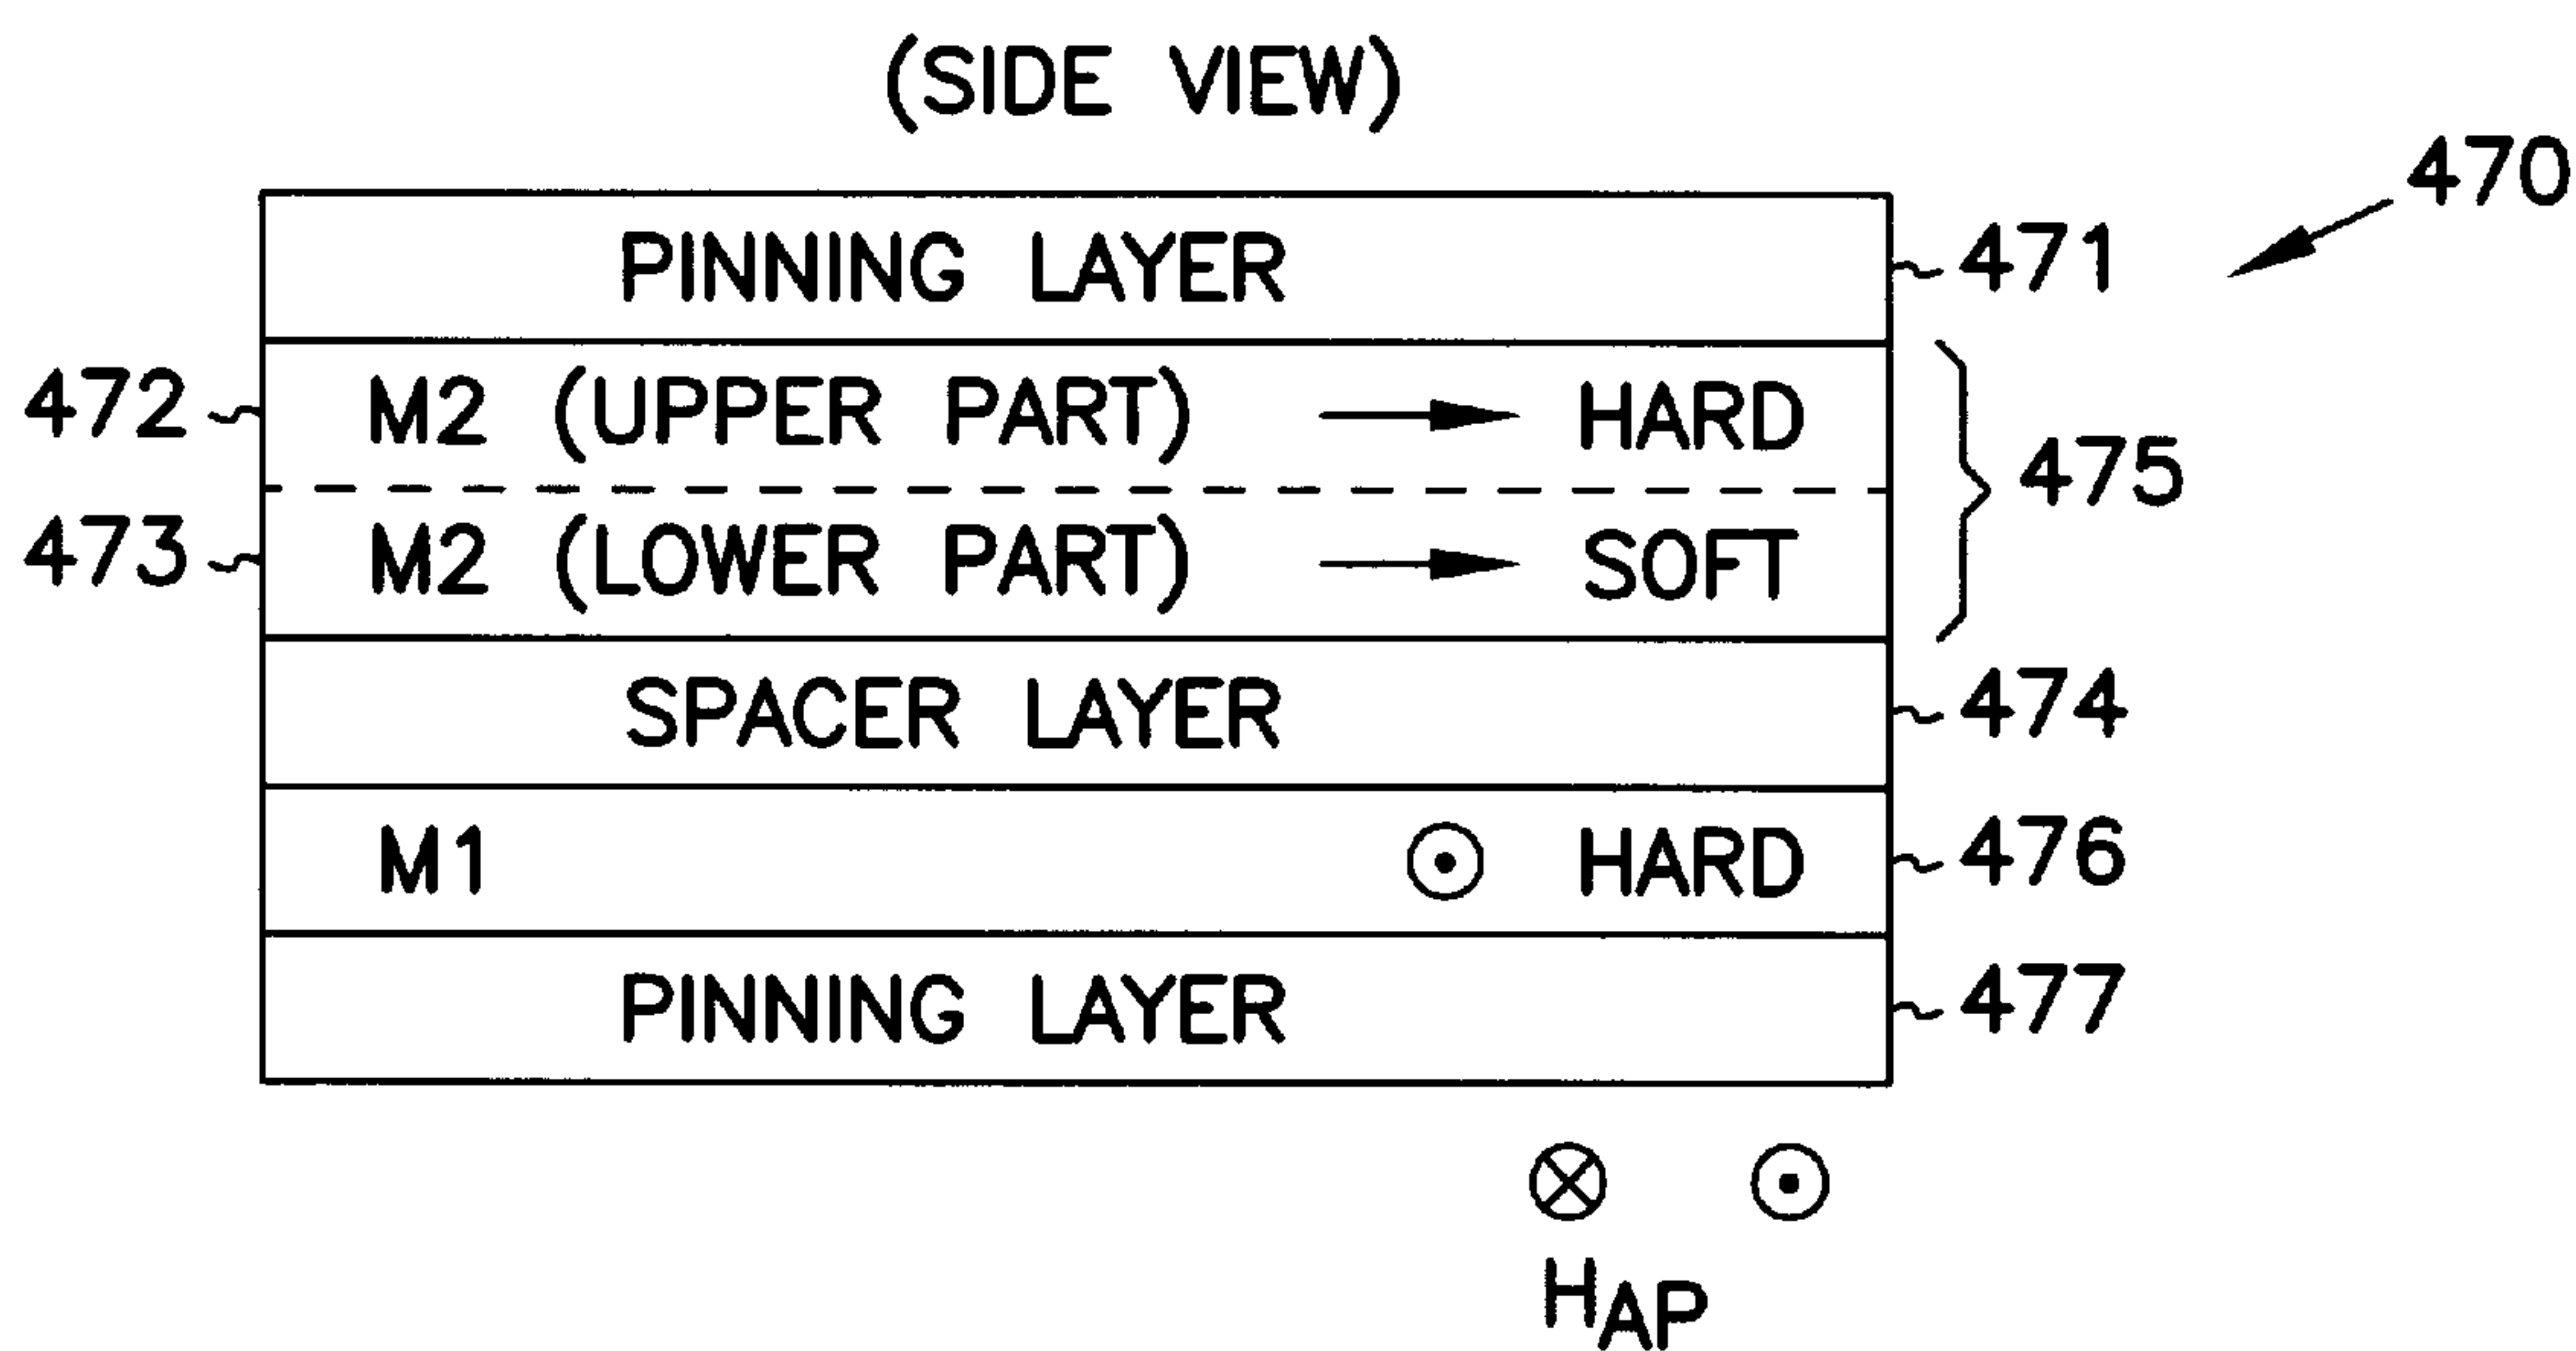 (SIDE VIEW)
470
PINNING LAYER 471
472 M2 (UPPER PART) HARD
475
473 M2 (LOWER PART) SOFT
SPACER LAYER 474
M1 HARD 476
PINNING LAYER 477
HAP